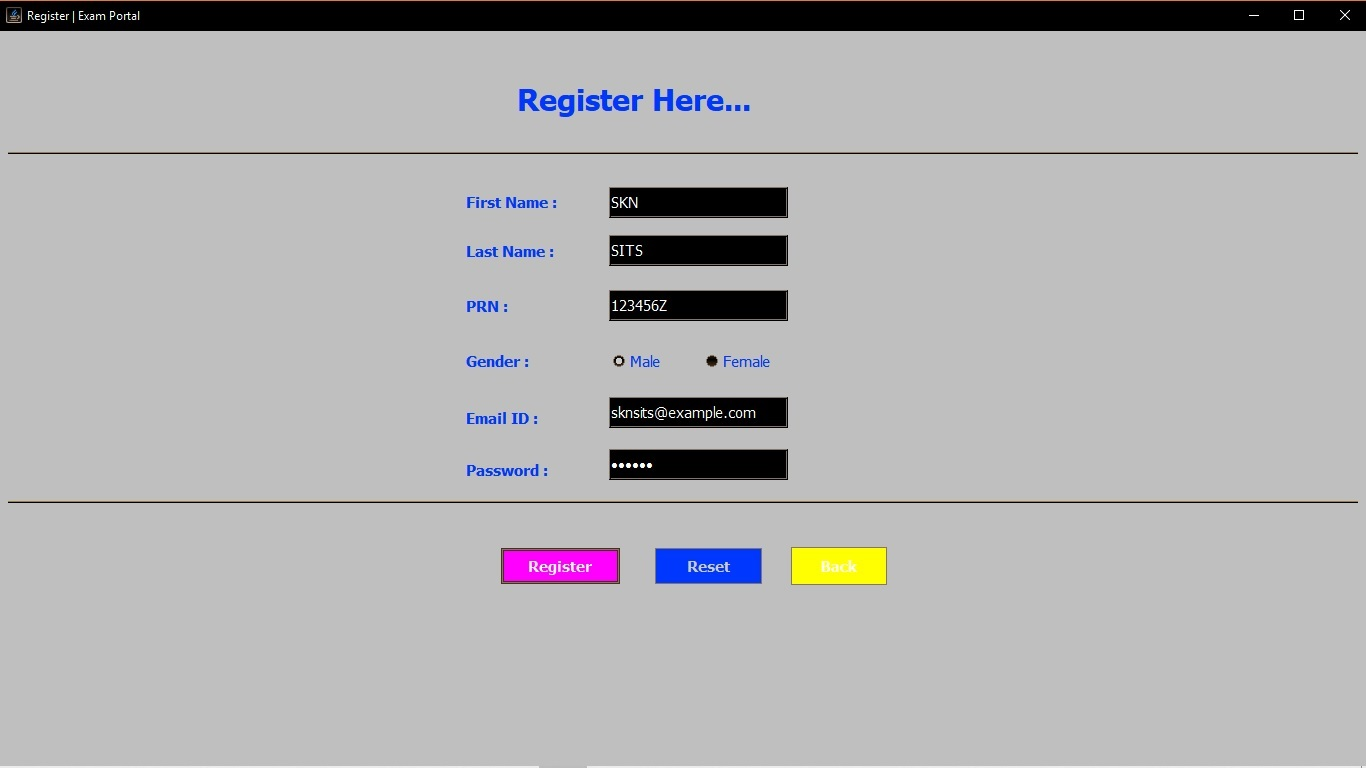 Register | Exam Portal
Register Here...
First Name : SKN
Last Name : SITS
PRN : 123456Z
Gender : Male Female
Email ID : sknsits@example.com
Password : ••••••
Register Reset Back